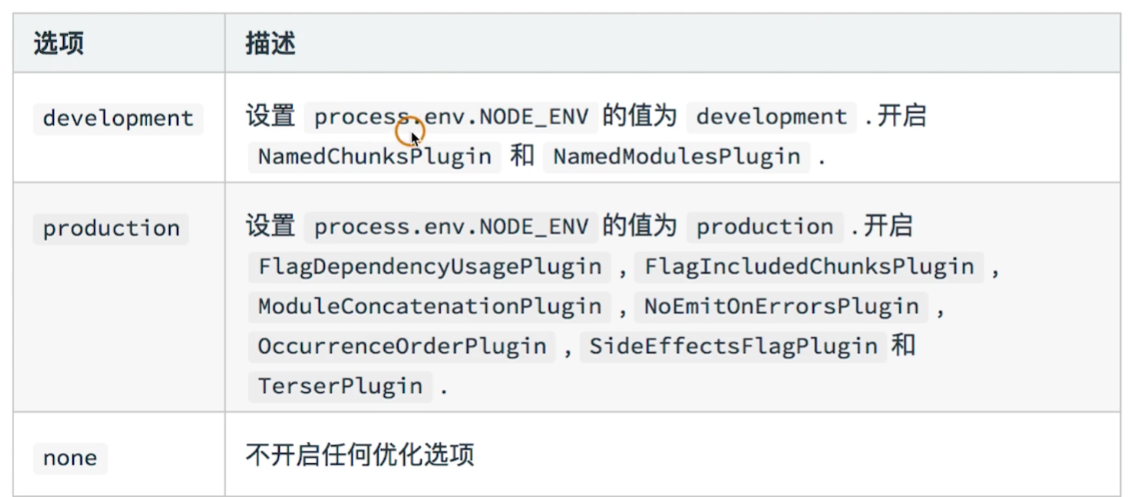 选项 描述
development 设置 process.env.NODE_ENV 的值为 development .开启
NamedChunksPlugin 和 NamedModulesPlugin .
production 设置 process.env.NODE_ENV 的值为 production .开启
FlagDependencyUsagePlugin , FlagIncludedChunksPlugin ,
ModuleConcatenationPlugin , NoEmitOnErrorsPlugin ,
OccurrenceOrderPlugin , SideEffectsFlagPlugin 和
TerserPlugin .
none 不开启任何优化选项